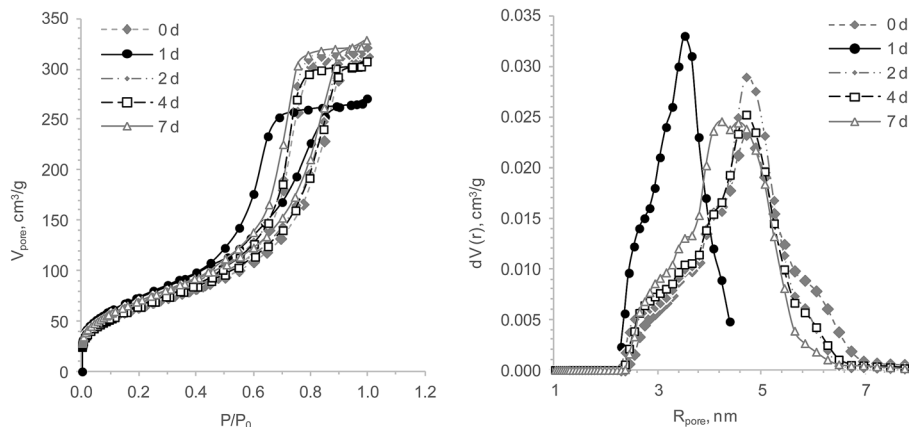 350
300
250
200
150
100
50
0
0.0 0.2 0.4 0.6 0.8 1.0 1.2
V pore, cm³/g
P/P₀
0 d
1 d
2 d
4 d
7 d
0.035
0.030
0.025
0.020
0.015
0.010
0.005
0.000
1 3 5 7
dV(r), cm³/g
R pore, nm
0 d
1 d
2 d
4 d
7 d